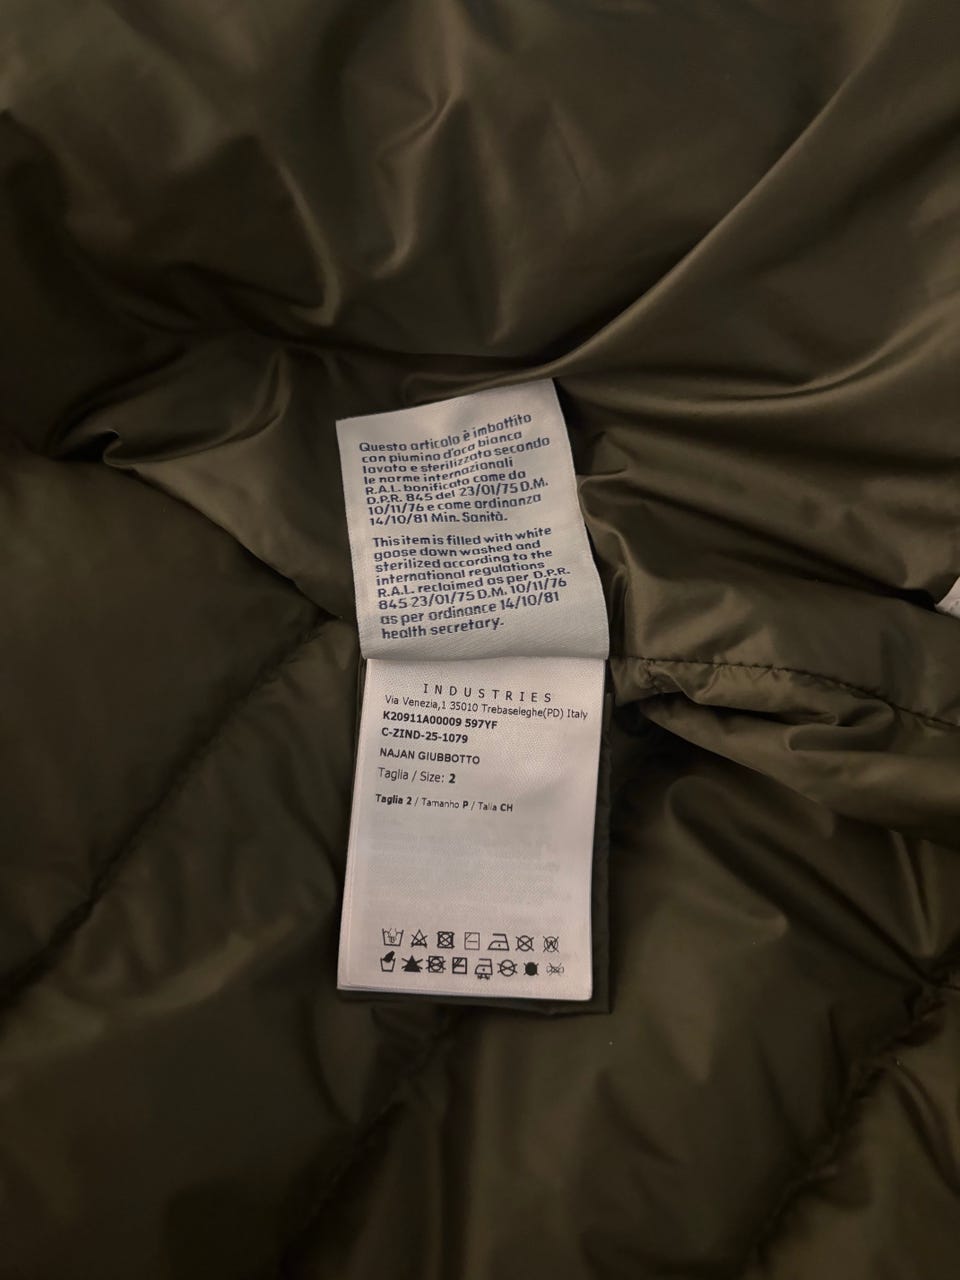 Questo articolo è imbottito
con piumino d'oca bianca
lavato e sterilizzato secondo
le norme internazionali
R.A.L. bonificato come da
D.P.R. 845 del 23/01/75 D.M.
10/11/76 e come ordinanza
14/10/81 Min. Sanità.
This item is filled with white
goose down washed and
sterilized according to the
international regulations
R.A.L. reclaimed as per D.P.R.
845 23/01/75 D.M. 10/11/76
as per ordinance 14/10/81
health secretary.
INDUSTRIES
Via Venezia,1 35010 Trebaseleghe(PD) Italy
K20911A00009 597YF
C-ZIND-25-1079
NAJAN GIUBBOTTO
Taglia / Size: 2
Taglia 2 / Tamanho P / Talla CH